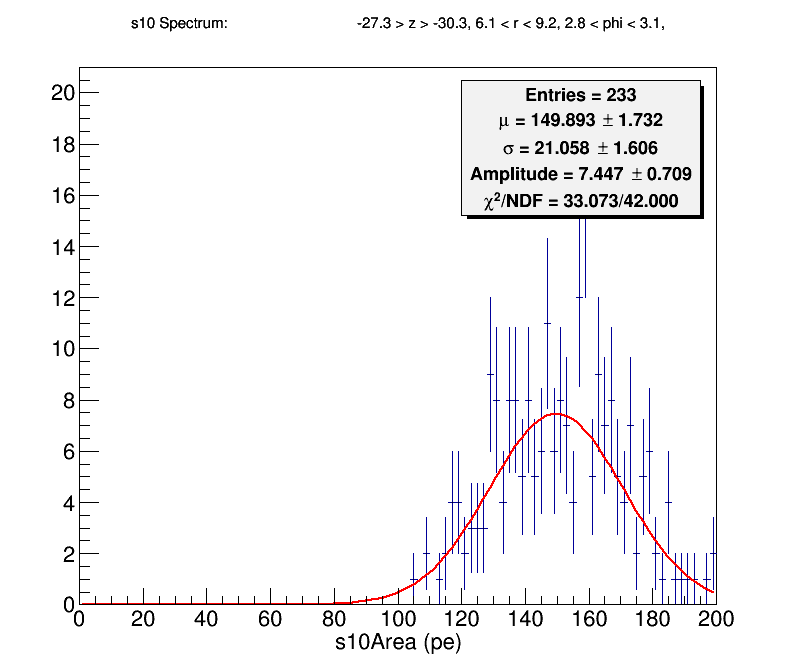 s10 Spectrum: -27.3 > z > -30.3, 6.1 < r < 9.2, 2.8 < phi < 3.1,
Entries = 233
μ = 149.893 ± 1.732
σ = 21.058 ± 1.606
Amplitude = 7.447 ± 0.709
χ²/NDF = 33.073/42.000
20
18
16
14
12
10
8
6
4
2
0
0 20 40 60 80 100 120 140 160 180 200
s10Area (pe)